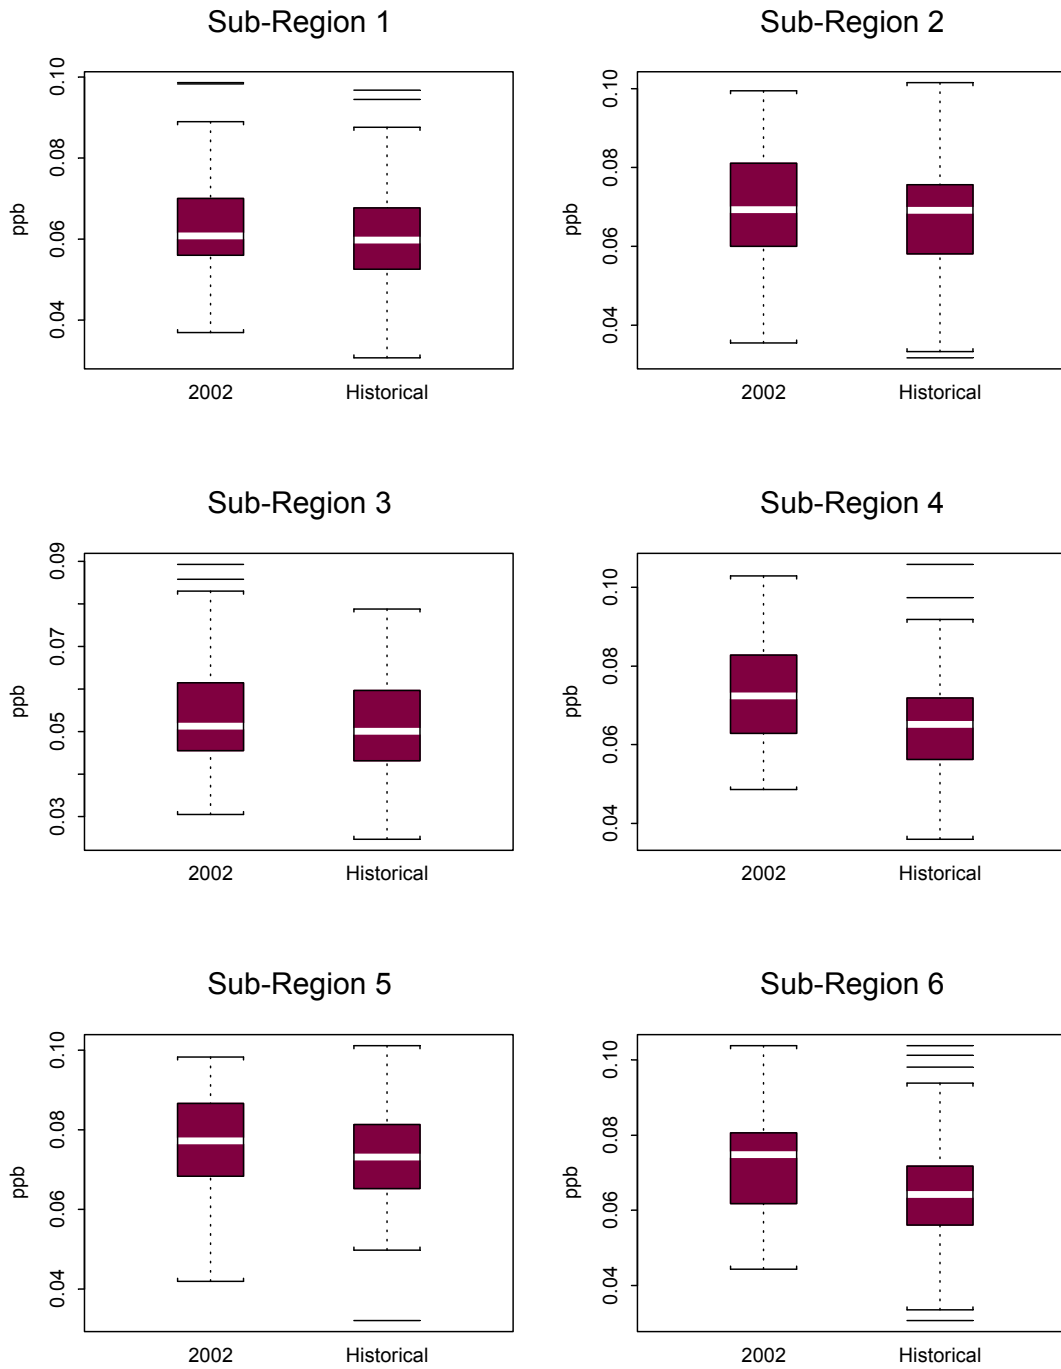 Sub-Region 1
Sub-Region 2
ppb
0.04 0.06 0.08 0.10
2002 Historical
ppb
0.04 0.06 0.08 0.10
2002 Historical
Sub-Region 3
Sub-Region 4
ppb
0.03 0.05 0.07 0.09
2002 Historical
ppb
0.04 0.06 0.08 0.10
2002 Historical
Sub-Region 5
Sub-Region 6
ppb
0.04 0.06 0.08 0.10
2002 Historical
ppb
0.04 0.06 0.08 0.10
2002 Historical